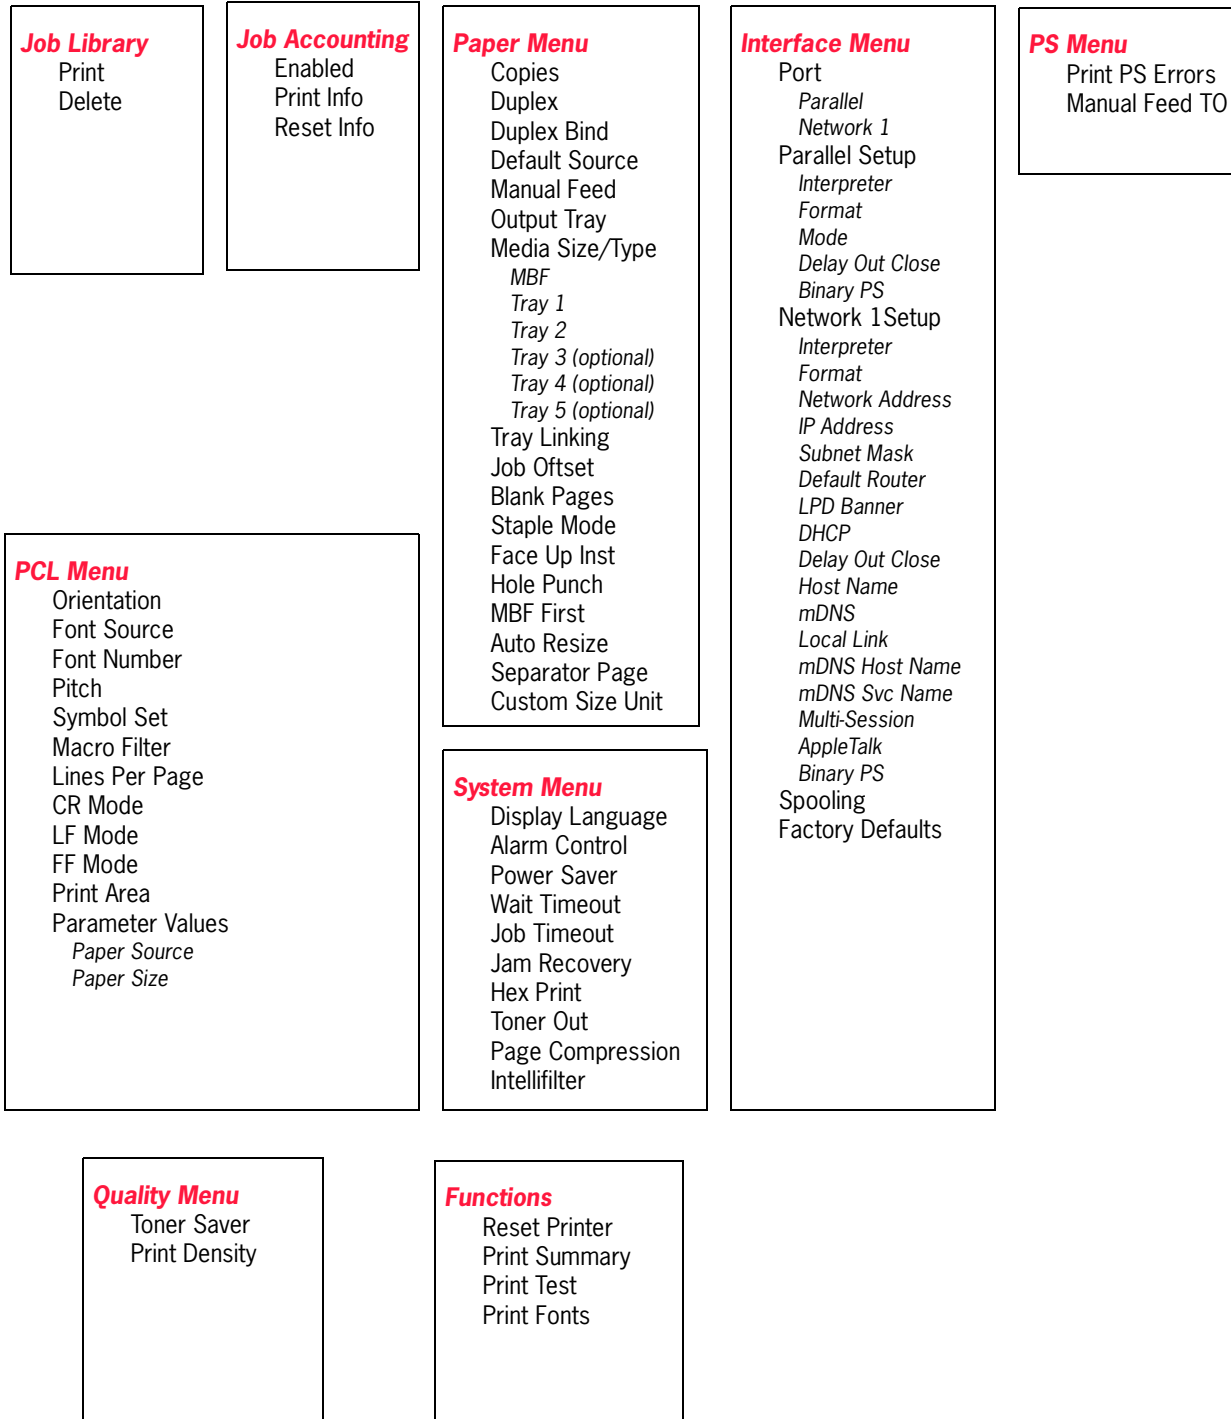 Job Library
Print
Delete
Job Accounting
Enabled
Print Info
Reset Info
Paper Menu
Copies
Duplex
Duplex Bind
Default Source
Manual Feed
Output Tray
Media Size/Type
MBF
Tray 1
Tray 2
Tray 3 (optional)
Tray 4 (optional)
Tray 5 (optional)
Tray Linking
Job Oftset
Blank Pages
Staple Mode
Face Up Inst
Hole Punch
MBF First
Auto Resize
Separator Page
Custom Size Unit
Interface Menu
Port
Parallel
Network 1
Parallel Setup
Interpreter
Format
Mode
Delay Out Close
Binary PS
Network 1Setup
Interpreter
Format
Network Address
IP Address
Subnet Mask
Default Router
LPD Banner
DHCP
Delay Out Close
Host Name
mDNS
Local Link
mDNS Host Name
mDNS Svc Name
Multi-Session
AppleTalk
Binary PS
Spooling
Factory Defaults
PS Menu
Print PS Errors
Manual Feed TO
PCL Menu
Orientation
Font Source
Font Number
Pitch
Symbol Set
Macro Filter
Lines Per Page
CR Mode
LF Mode
FF Mode
Print Area
Parameter Values
Paper Source
Paper Size
System Menu
Display Language
Alarm Control
Power Saver
Wait Timeout
Job Timeout
Jam Recovery
Hex Print
Toner Out
Page Compression
Intellifilter
Quality Menu
Toner Saver
Print Density
Functions
Reset Printer
Print Summary
Print Test
Print Fonts